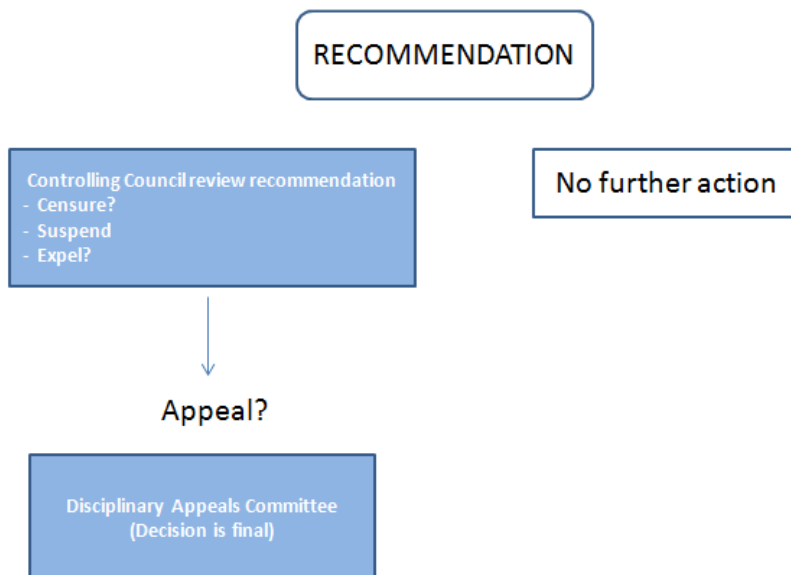 RECOMMENDATION
Controlling Council review recommendation
- Censure?
- Suspend
- Expel?
No further action
Appeal?
Disciplinary Appeals Committee
(Decision is final)